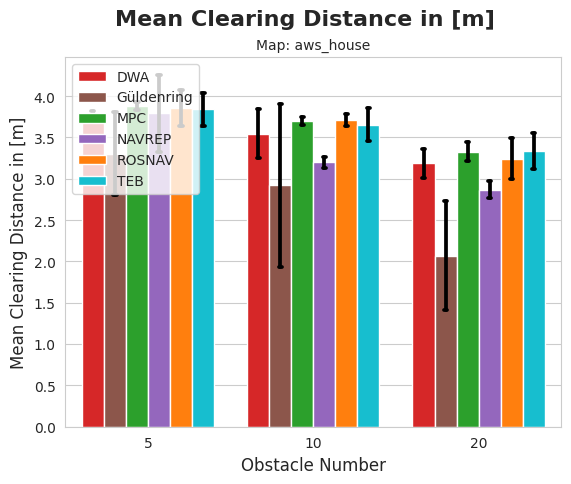 Mean Clearing Distance in [m]
Map: aws_house
DWA
Güldenring
MPC
NAVREP
ROSNAV
TEB
Mean Clearing Distance in [m]
4.0
3.5
3.0
2.5
2.0
1.5
1.0
0.5
0.0
5
10
20
Obstacle Number